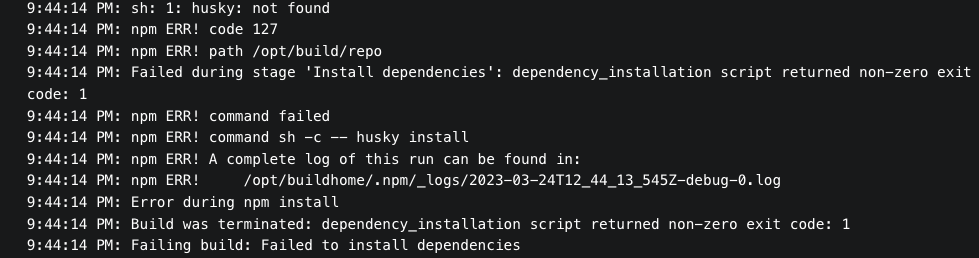 9:44:14 PM: sh: 1: husky: not found
9:44:14 PM: npm ERR! code 127
9:44:14 PM: npm ERR! path /opt/build/repo
9:44:14 PM: Failed during stage 'Install dependencies': dependency_installation script returned non-zero exit
code: 1
9:44:14 PM: npm ERR! command failed
9:44:14 PM: npm ERR! command sh -c -- husky install
9:44:14 PM: npm ERR! A complete log of this run can be found in:
9:44:14 PM: npm ERR!     /opt/buildhome/.npm/_logs/2023-03-24T12_44_13_545Z-debug-0.log
9:44:14 PM: Error during npm install
9:44:14 PM: Build was terminated: dependency_installation script returned non-zero exit code: 1
9:44:14 PM: Failing build: Failed to install dependencies